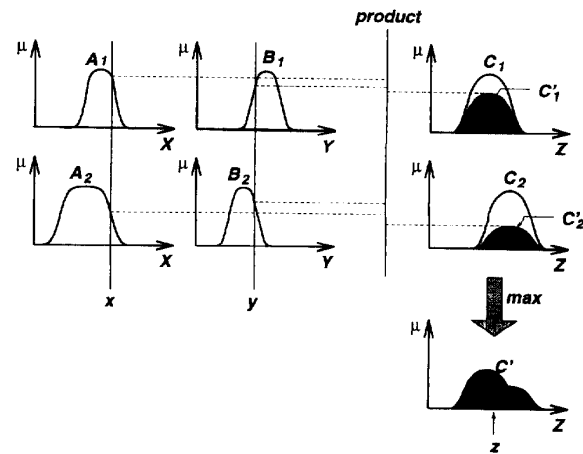 product
μ A1 μ B1 μ C1 C'1
X Y Z
μ A2 μ B2 μ C2 C'2
X Y Z
x y
max
μ C'
Z
z